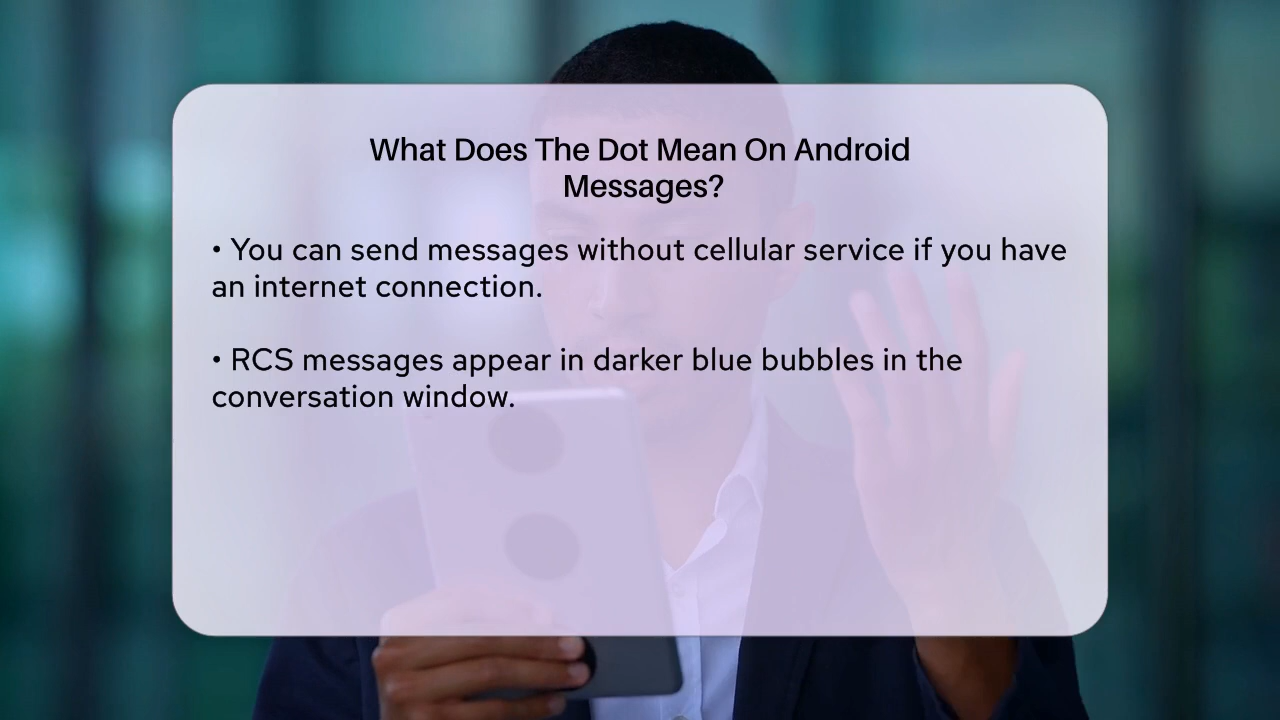 What Does The Dot Mean On Android
Messages?
• You can send messages without cellular service if you have
an internet connection.
• RCS messages appear in darker blue bubbles in the
conversation window.